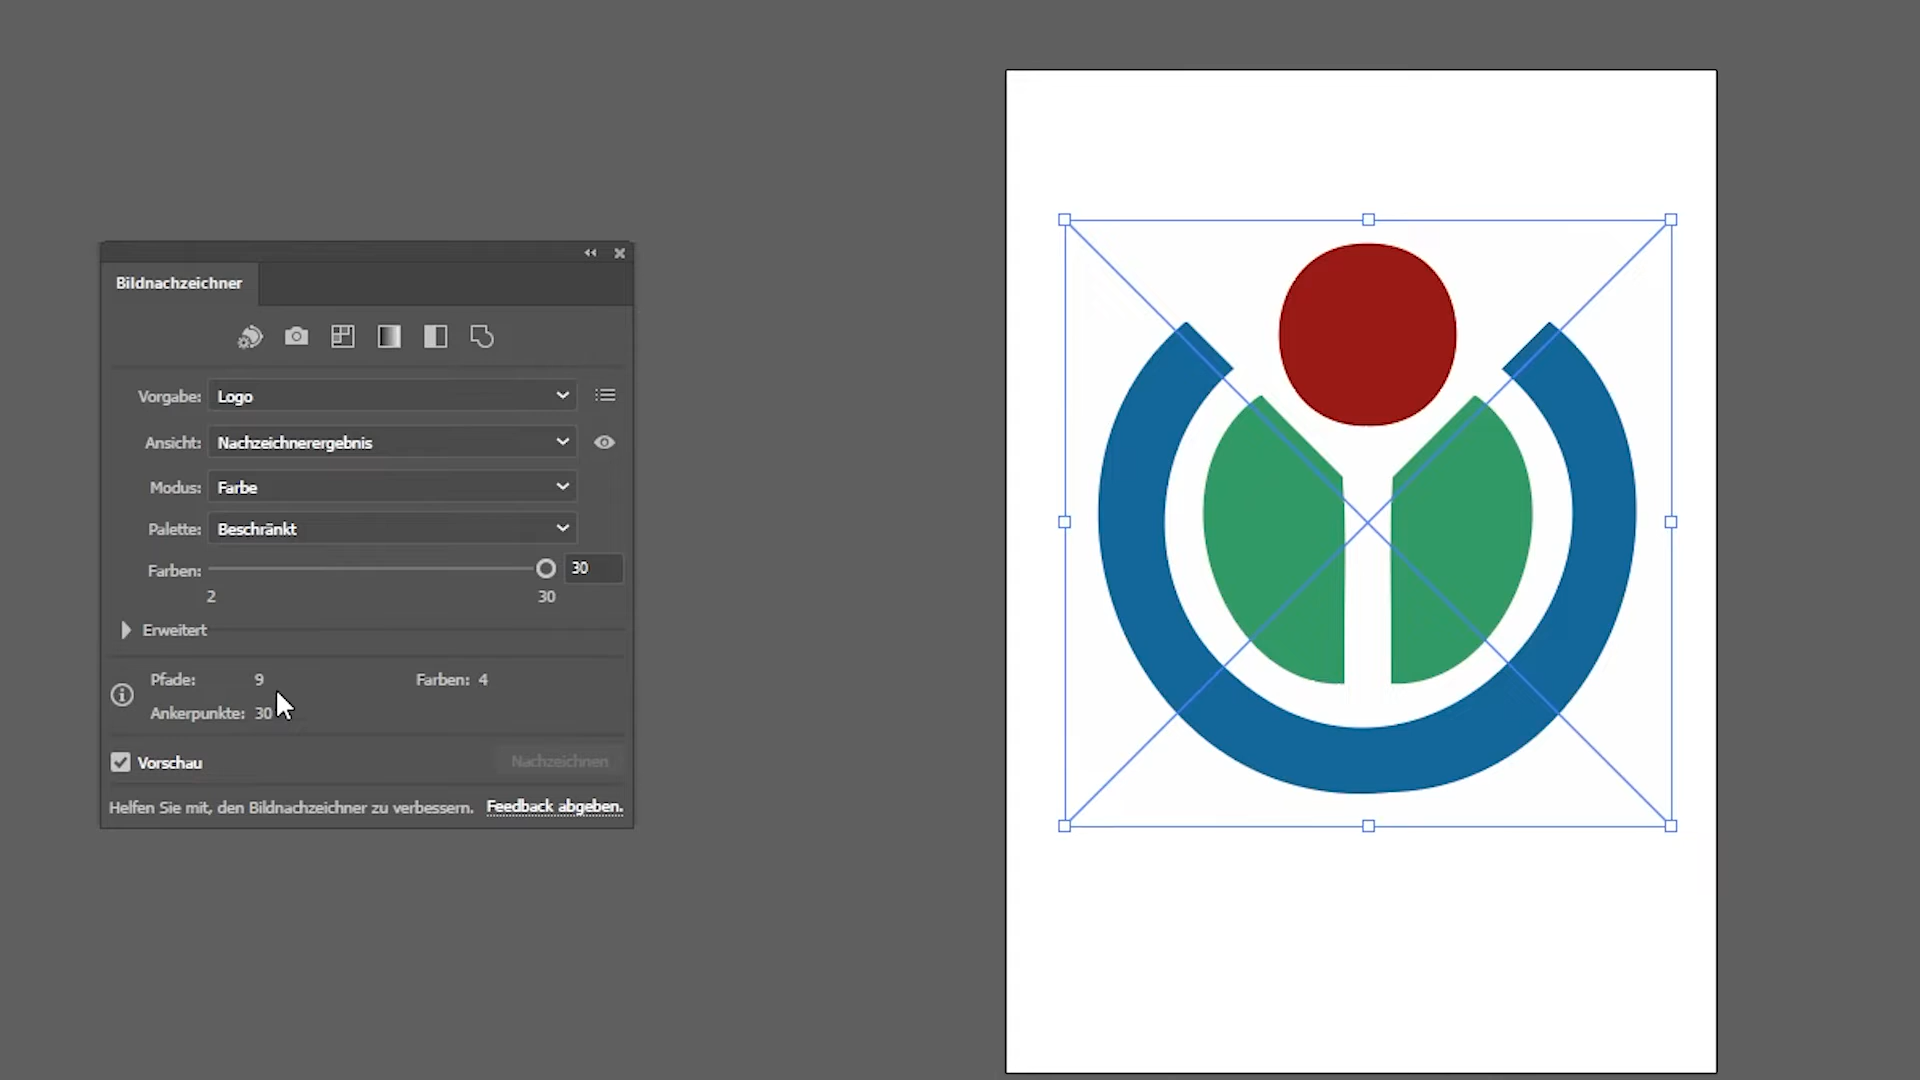 Bildnachzeichner
Vorgabe: Logo
Ansicht: Nachzeichnerergebnis
Modus: Farbe
Palette: Beschränkt
Farben: 30
2 30
Erweitert
Pfade: 9 Farben: 4
Ankerpunkte: 30
Vorschau Nachzeichnen
Helfen Sie mit, den Bildnachzeichner zu verbessern. Feedback abgeben.